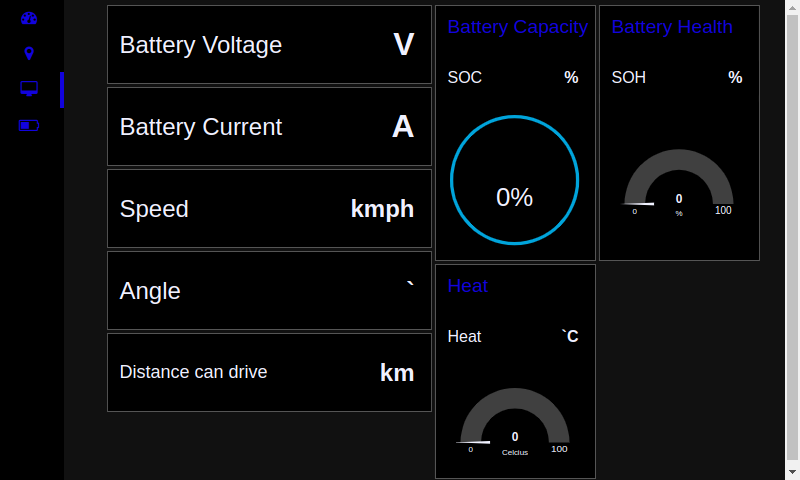 Battery Voltage V
Battery Current A
Speed kmph
Angle `
Distance can drive km
Battery Capacity
SOC %
0%
Battery Health
SOH %
0
0 % 100
Heat
Heat `C
0
0 Celcius 100